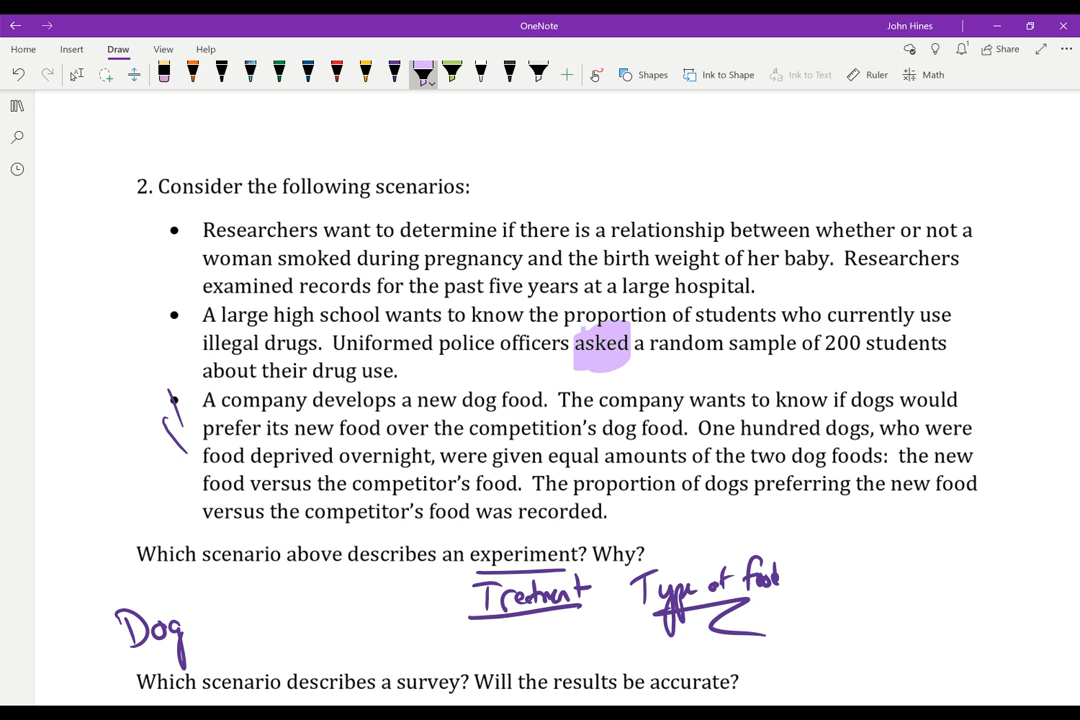 OneNote
John Hines
Home Insert Draw View Help
Share
Shapes Ink to Shape Ink to Text Ruler Math
2. Consider the following scenarios:
• Researchers want to determine if there is a relationship between whether or not a
woman smoked during pregnancy and the birth weight of her baby. Researchers
examined records for the past five years at a large hospital.
• A large high school wants to know the proportion of students who currently use
illegal drugs. Uniformed police officers asked a random sample of 200 students
about their drug use.
• A company develops a new dog food. The company wants to know if dogs would
prefer its new food over the competition's dog food. One hundred dogs, who were
food deprived overnight, were given equal amounts of the two dog foods: the new
food versus the competitor's food. The proportion of dogs preferring the new food
versus the competitor's food was recorded.
Which scenario above describes an experiment? Why?
Treatment Type of food
Dog
Which scenario describes a survey? Will the results be accurate?